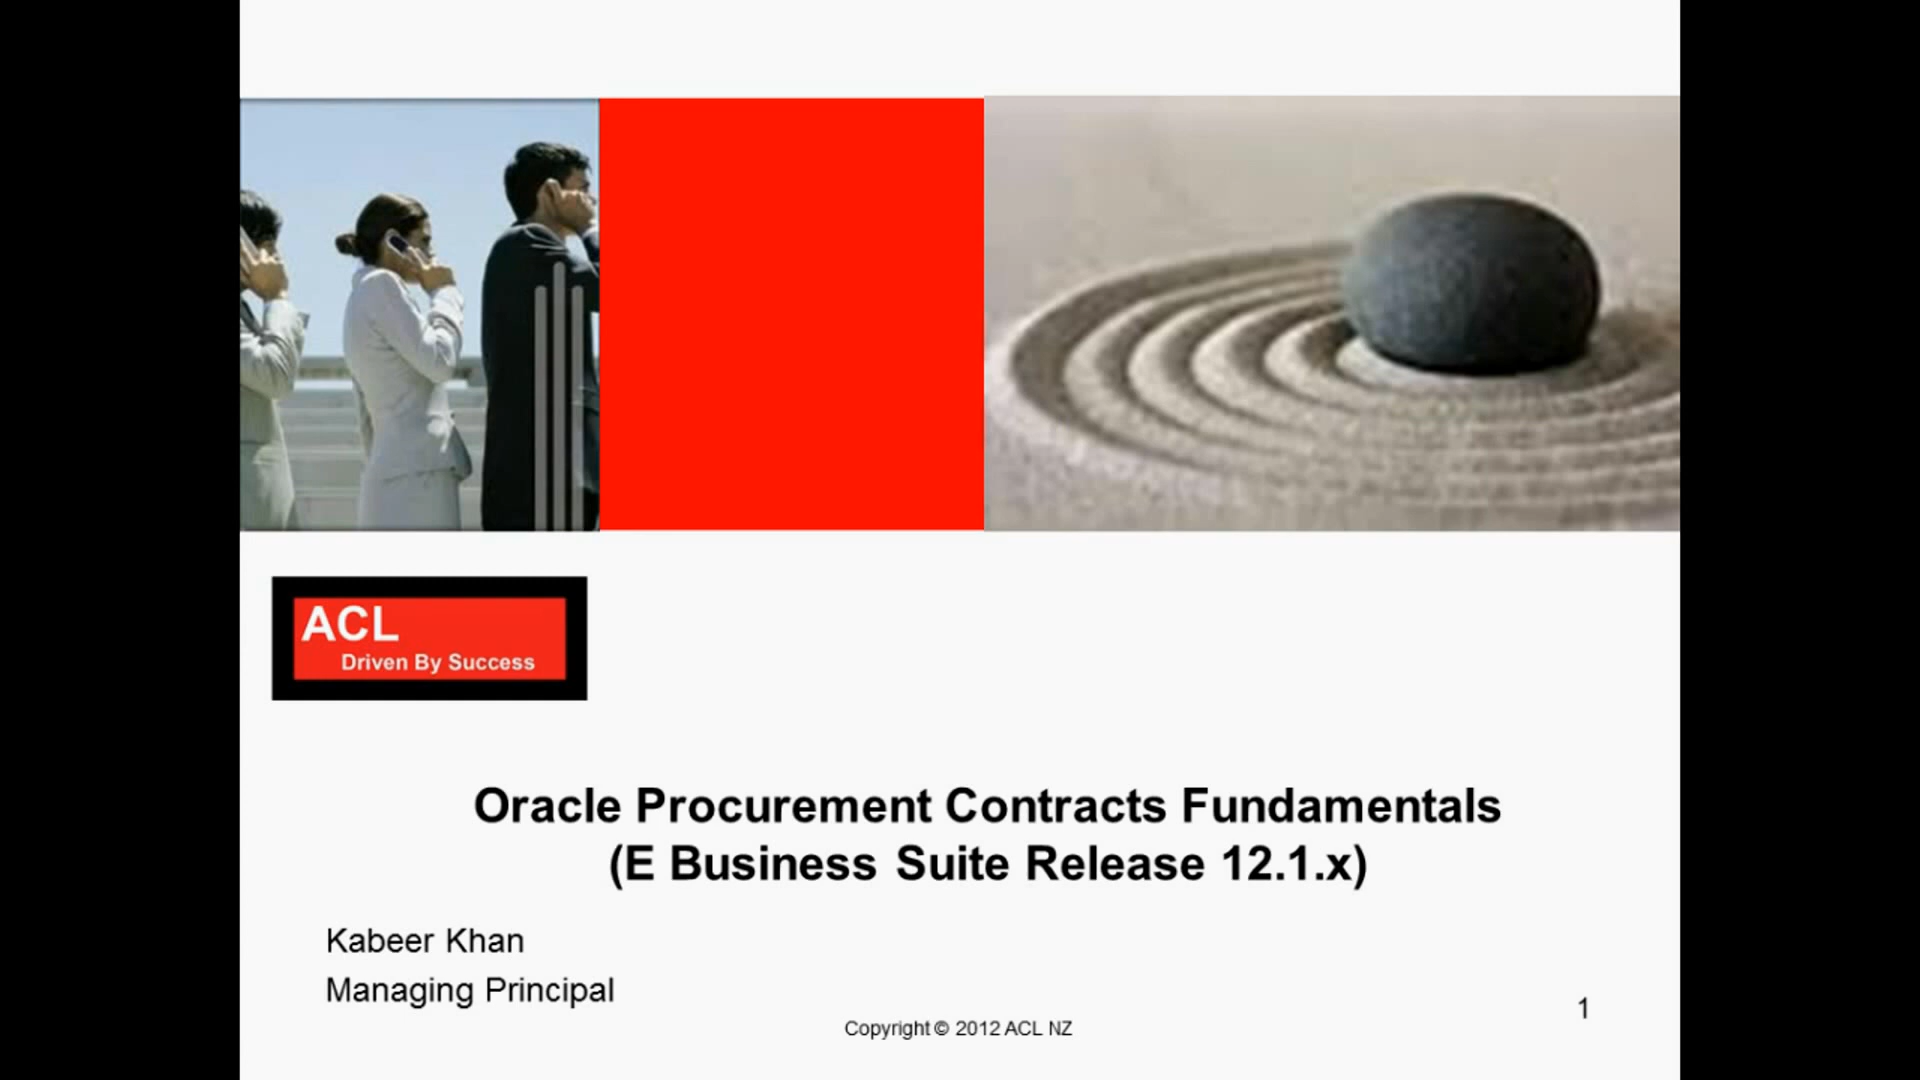 ACL
Driven By Success
Oracle Procurement Contracts Fundamentals
(E Business Suite Release 12.1.x)
Kabeer Khan
Managing Principal
1
Copyright © 2012 ACL NZ